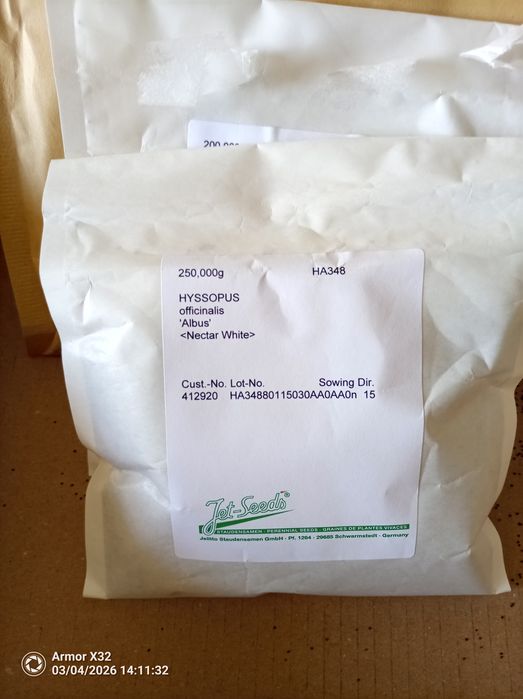 250,000g HA348
HYSSOPUS
officinalis
'Albus'
<Nectar White>
Cust.-No. Lot-No. Sowing Dir.
412920 HA34880115030AA0AA0n 15
Jet-Seeds®
STAUDENSAMEN · PERENNIAL SEEDS · GRAINES DE PLANTES VIVACES
Jelitto Staudensamen GmbH · Pf. 1264 · 29685 Schwarmstedt · Germany
Armor X32
03/04/2026 14:11:32